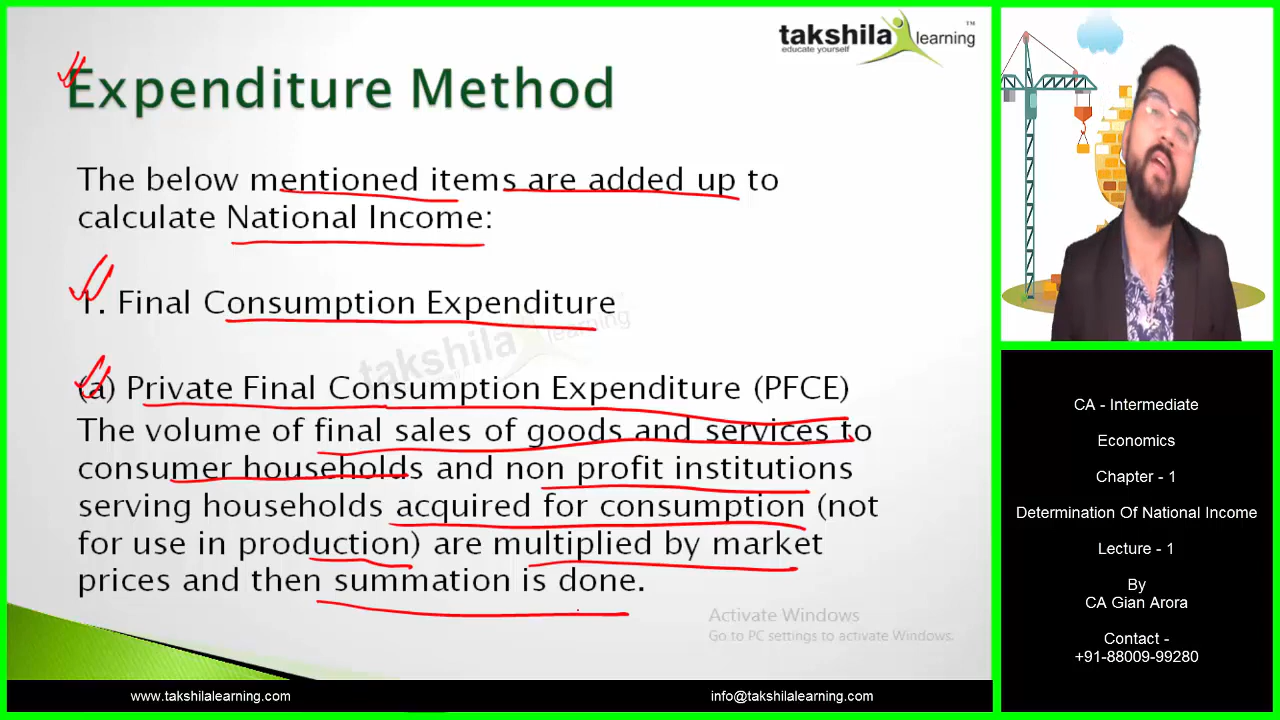 takshila learning
TM
educate yourself
Expenditure Method
The below mentioned items are added up to
calculate National Income:
1. Final Consumption Expenditure
takshila learning
(a) Private Final Consumption Expenditure (PFCE)
The volume of final sales of goods and services to
consumer households and non profit institutions
serving households acquired for consumption (not
for use in production) are multiplied by market
prices and then summation is done.
Activate Windows
Go to PC settings to activate Windows.
www.takshilalearning.com
info@takshilalearning.com
CA - Intermediate
Economics
Chapter - 1
Determination Of National Income
Lecture - 1
By
CA Gian Arora
Contact -
+91-88009-99280